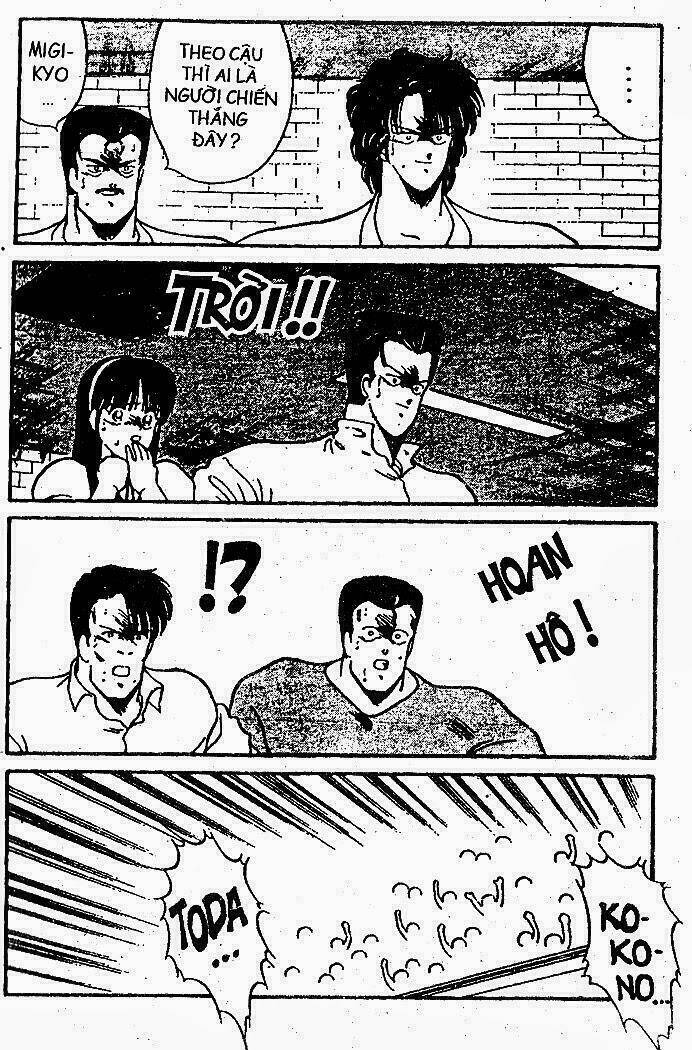 MIGI-
KYO
...
THEO CẬU
THÌ AI LÀ
NGƯỜI CHIẾN
THẮNG
ĐÂY?
....
TRỜI!!
!?
HOAN
HÔ!
TODA
...
KO-
KO-
NO...